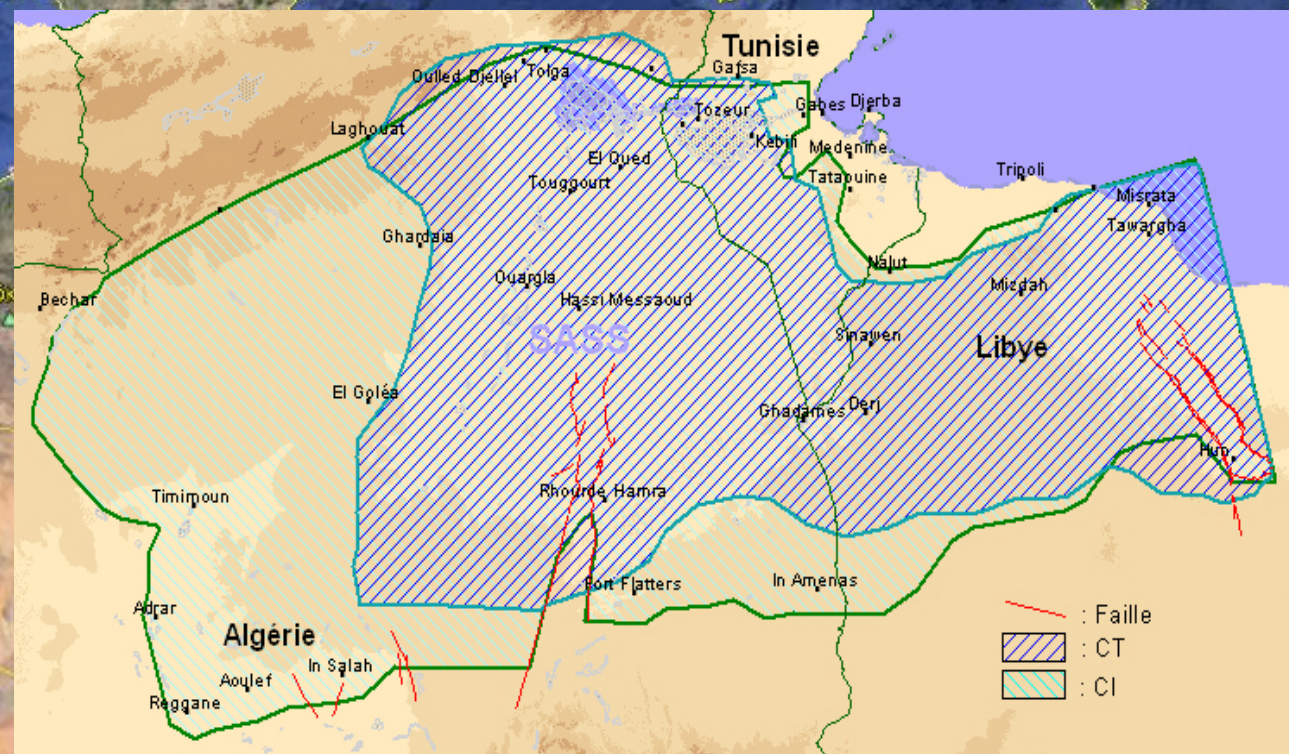 Tunisie
Gafsa
Oulled Djellel
Tolga
Tozeur
Gabes
Djerba
Laghouat
Kebili
Medenine
El Oued
Tripoli
Touggourt
Tataouine
Misrata
Ghardaia
Tawargha
Ouargla
Nalut
Mizdah
Bechar
Hassi Messaoud
SASS
Sinawen
Libye
El Goléa
Ghadames
Derj
Hun
Timimoun
Rhourde Hamra
Fort Flatters
In Amenas
Adrar
Algérie
: Faille
In Salah
: CT
Aoulef
: CI
Reggane